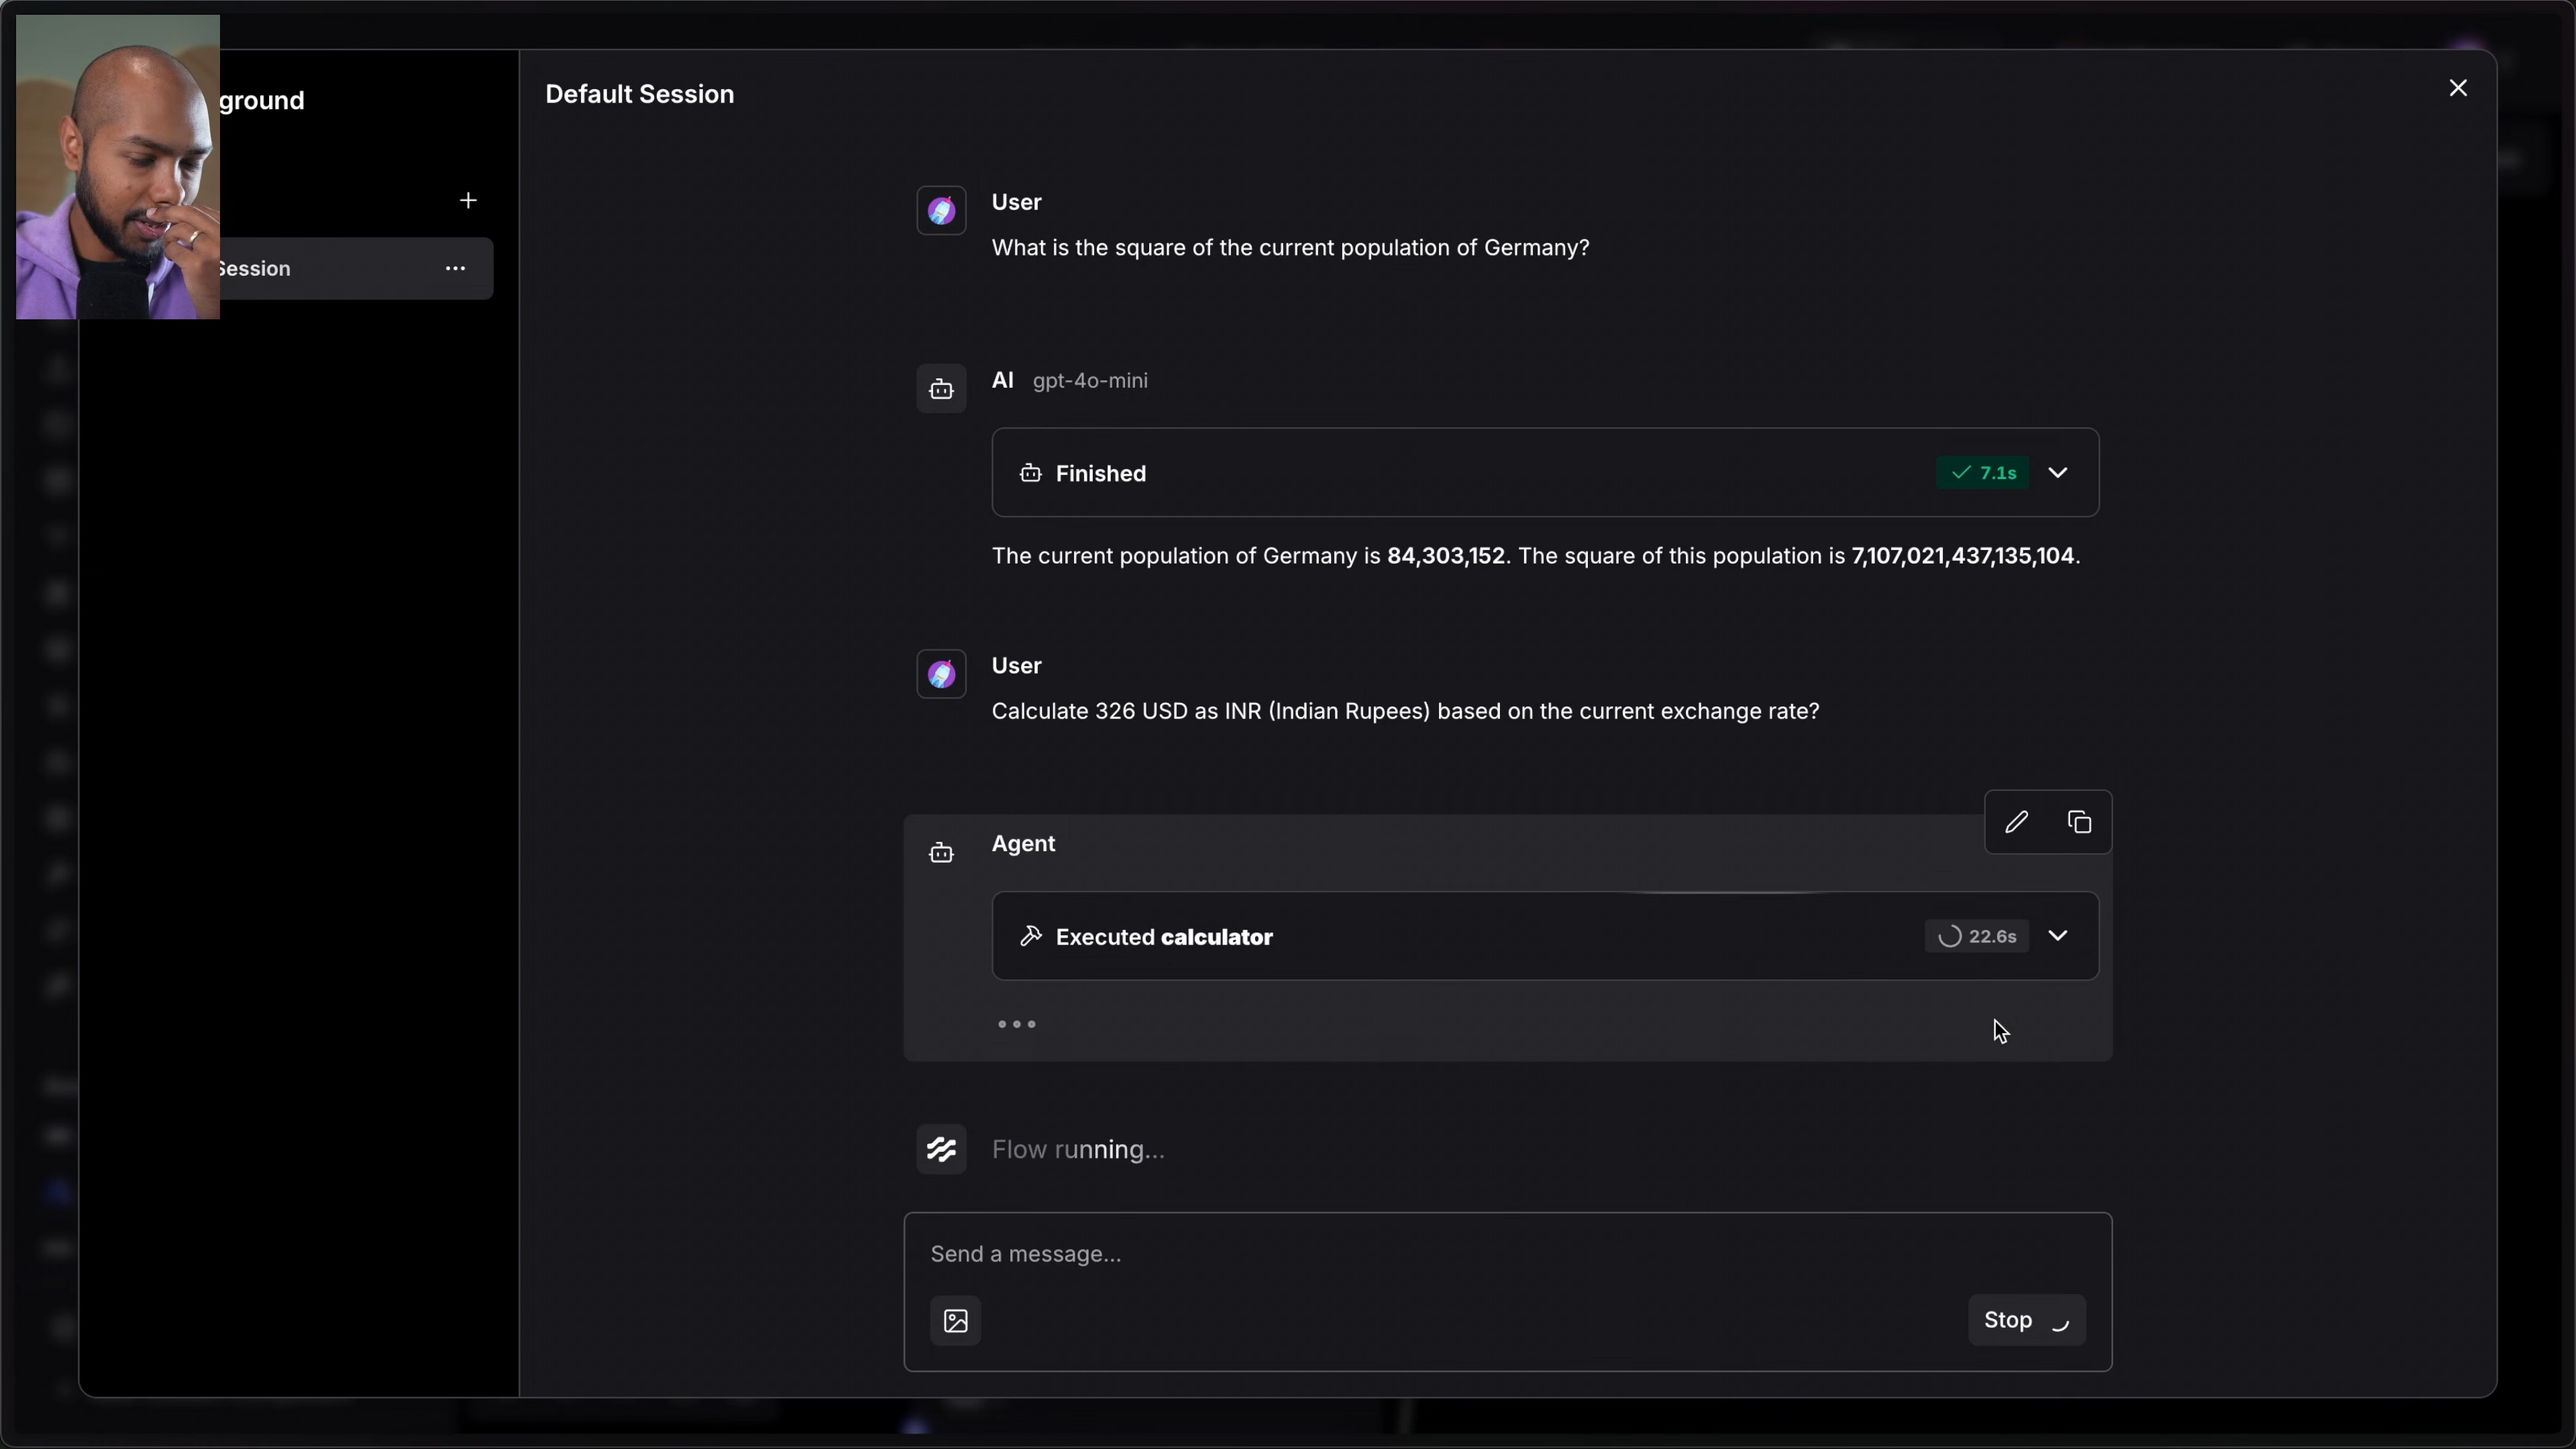 ground
Default Session
Session
User
What is the square of the current population of Germany?
AI gpt-4o-mini
Finished
7.1s
The current population of Germany is 84,303,152. The square of this population is 7,107,021,437,135,104.
User
Calculate 326 USD as INR (Indian Rupees) based on the current exchange rate?
Agent
Executed calculator
22.6s
Flow running...
Send a message...
Stop